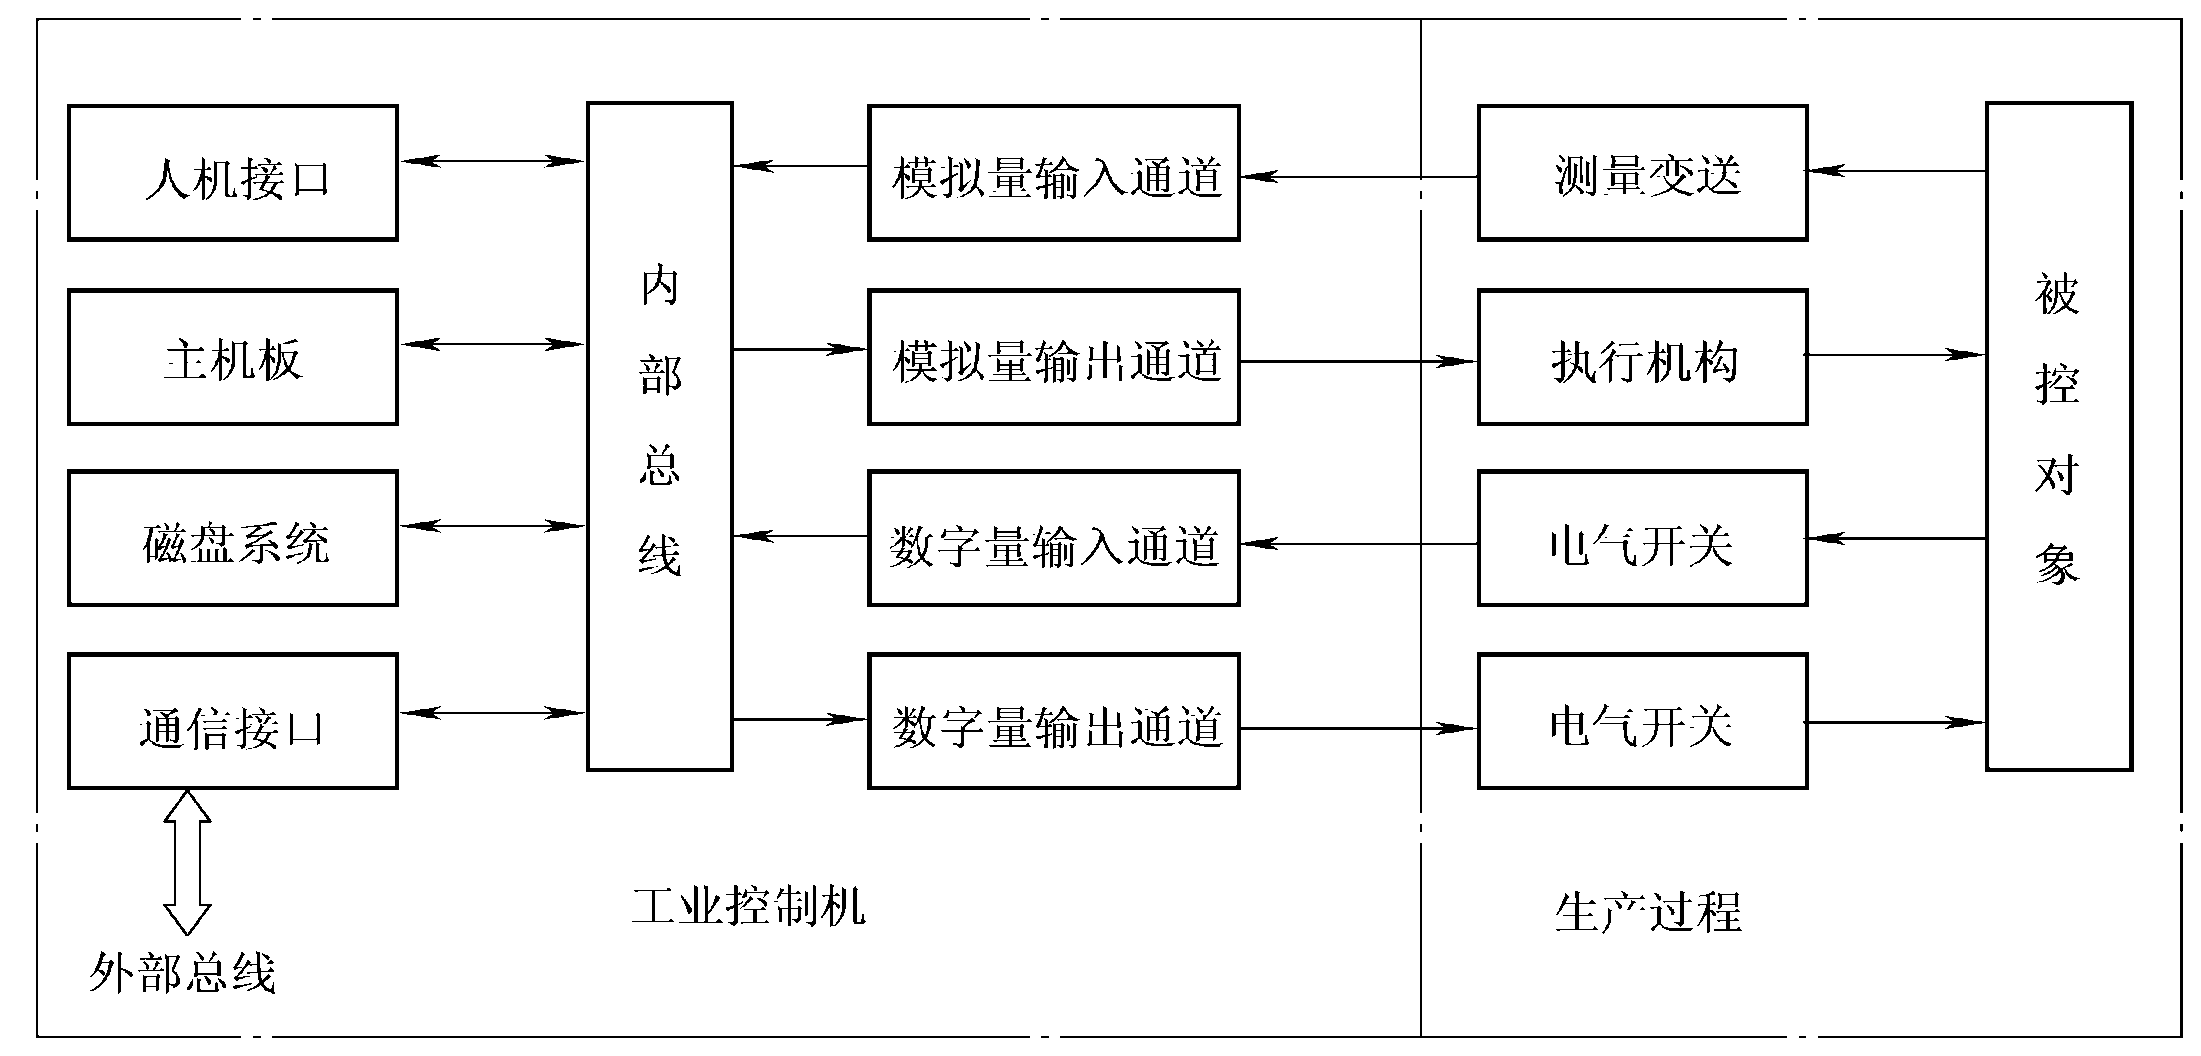 人机接口
主机板
磁盘系统
通信接口
外部总线
内部总线
模拟量输入通道
模拟量输出通道
数字量输入通道
数字量输出通道
工业控制机
测量变送
执行机构
电气开关
电气开关
被控对象
生产过程